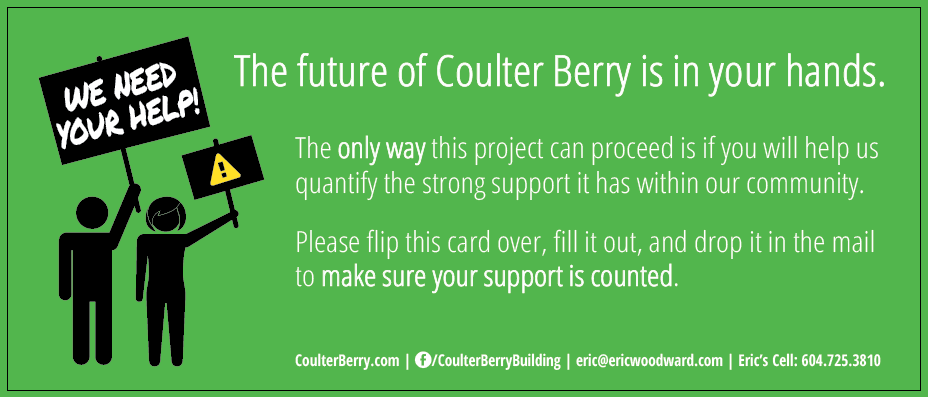 WE NEED
YOUR HELP!
The future of Coulter Berry is in your hands.
The only way this project can proceed is if you will help us
quantify the strong support it has within our community.
Please flip this card over, fill it out, and drop it in the mail
to make sure your support is counted.
CoulterBerry.com | f/CoulterBerryBuilding | eric@ericwoodward.com | Eric's Cell: 604.725.3810